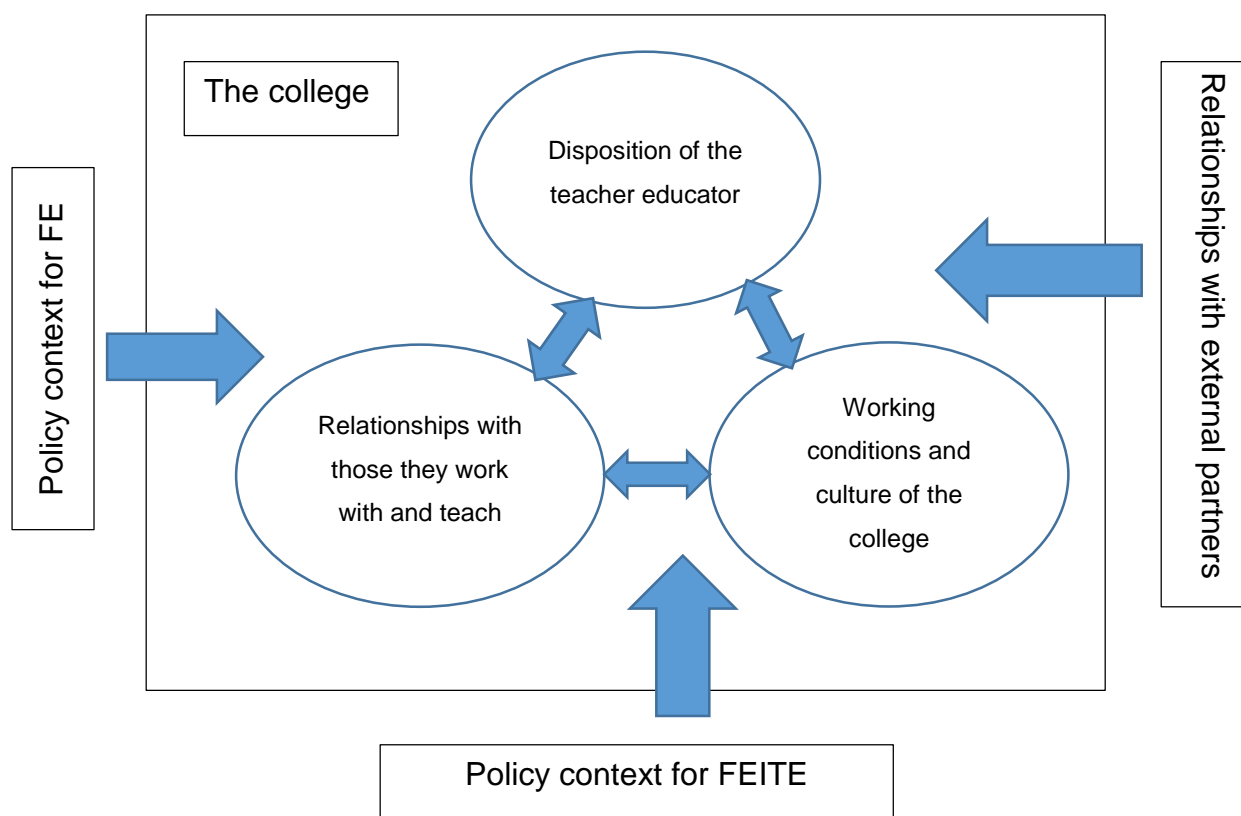 The college
Disposition of the
teacher educator
Policy context for FE
Relationships with
those they work
with and teach
Working
conditions and
culture of the
college
Relationships with external partners
Policy context for FEITE